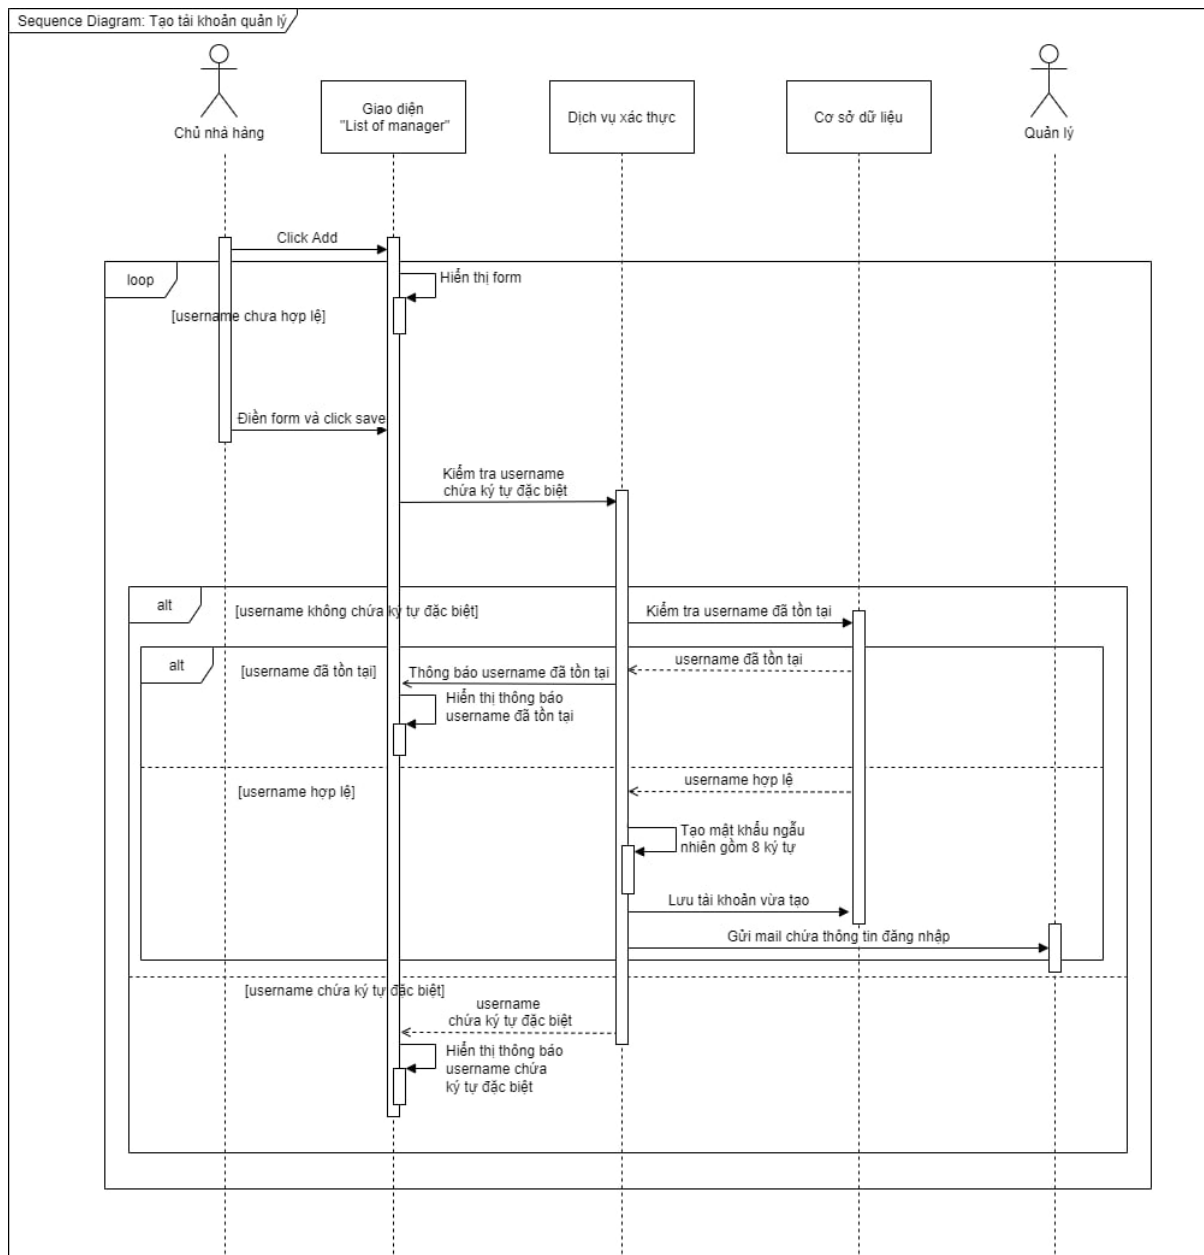 Sequence Diagram: Tạo tái khoản quản lý
Chủ nhà hàng
Giao diện
"List of manager"
Dịch vụ xác thực
Cơ sở dữ liệu
Quản lý
Click Add
loop
Hiển thị form
[username chưa hợp lệ]
Điền form và click save
Kiểm tra username
chứa ký tự đặc biệt
alt
[username không chứa ký tự đặc biệt]
Kiểm tra username đã tồn tại
alt
[username đã tồn tại]
username đã tồn tại
Thông báo username đã tồn tại
Hiển thị thông báo
username đã tồn tại
username hợp lệ
[username hợp lệ]
Tạo mật khẩu ngẫu
nhiên gồm 8 ký tự
Lưu tài khoản vừa tạo
Gửi mail chứa thông tin đăng nhập
[username chứa ký tự đặc biệt]
username
chứa ký tự đặc biệt
Hiển thị thông báo
username chứa
ký tự đặc biệt